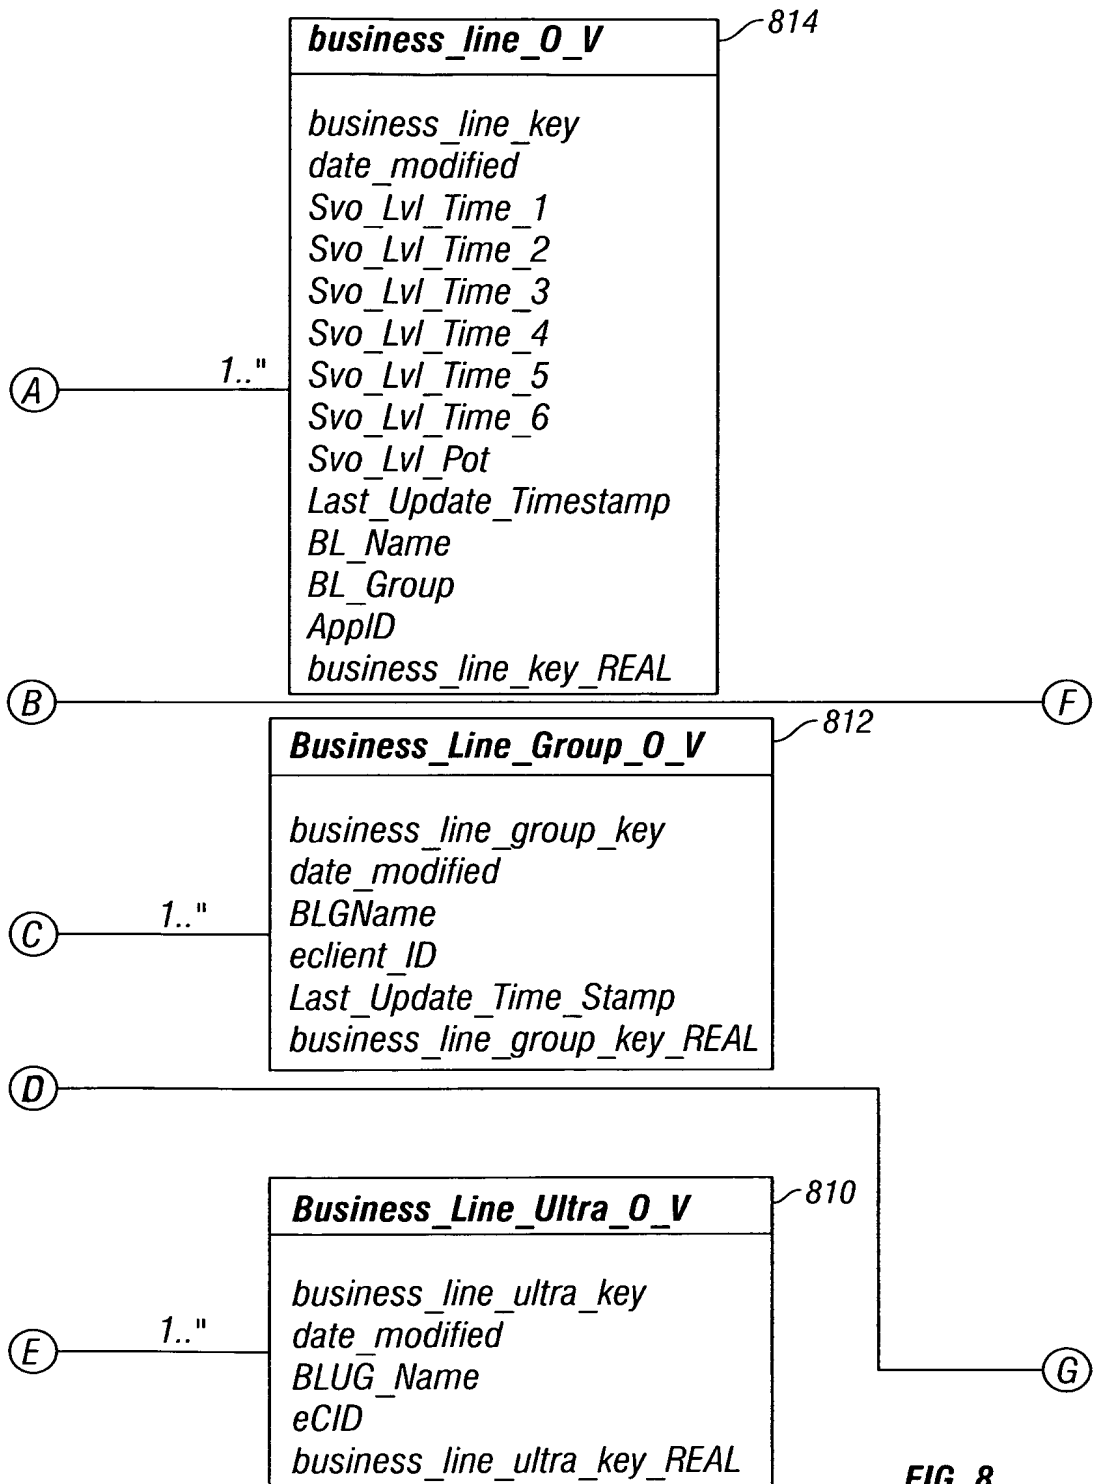 business_line_O_V
814
business_line_key
date_modified
Svo_Lvl_Time_1
Svo_Lvl_Time_2
Svo_Lvl_Time_3
Svo_Lvl_Time_4
Svo_Lvl_Time_5
Svo_Lvl_Time_6
Svo_Lvl_Pot
Last_Update_Timestamp
BL_Name
BL_Group
AppID
business_line_key_REAL
A
1.."
B
F
Business_Line_Group_O_V
812
business_line_group_key
date_modified
BLGName
eclient_ID
Last_Update_Time_Stamp
business_line_group_key_REAL
C
1.."
D
Business_Line_Ultra_O_V
810
business_line_ultra_key
date_modified
BLUG_Name
eCID
business_line_ultra_key_REAL
E
1.."
G
FIG. 8